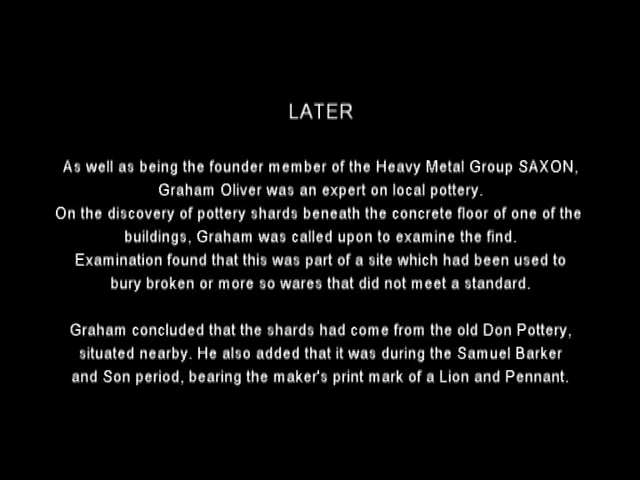 LATER
As well as being the founder member of the Heavy Metal Group SAXON,
Graham Oliver was an expert on local pottery.
On the discovery of pottery shards beneath the concrete floor of one of the
buildings, Graham was called upon to examine the find.
Examination found that this was part of a site which had been used to
bury broken or more so wares that did not meet a standard.
Graham concluded that the shards had come from the old Don Pottery,
situated nearby. He also added that it was during the Samuel Barker
and Son period, bearing the maker's print mark of a Lion and Pennant.